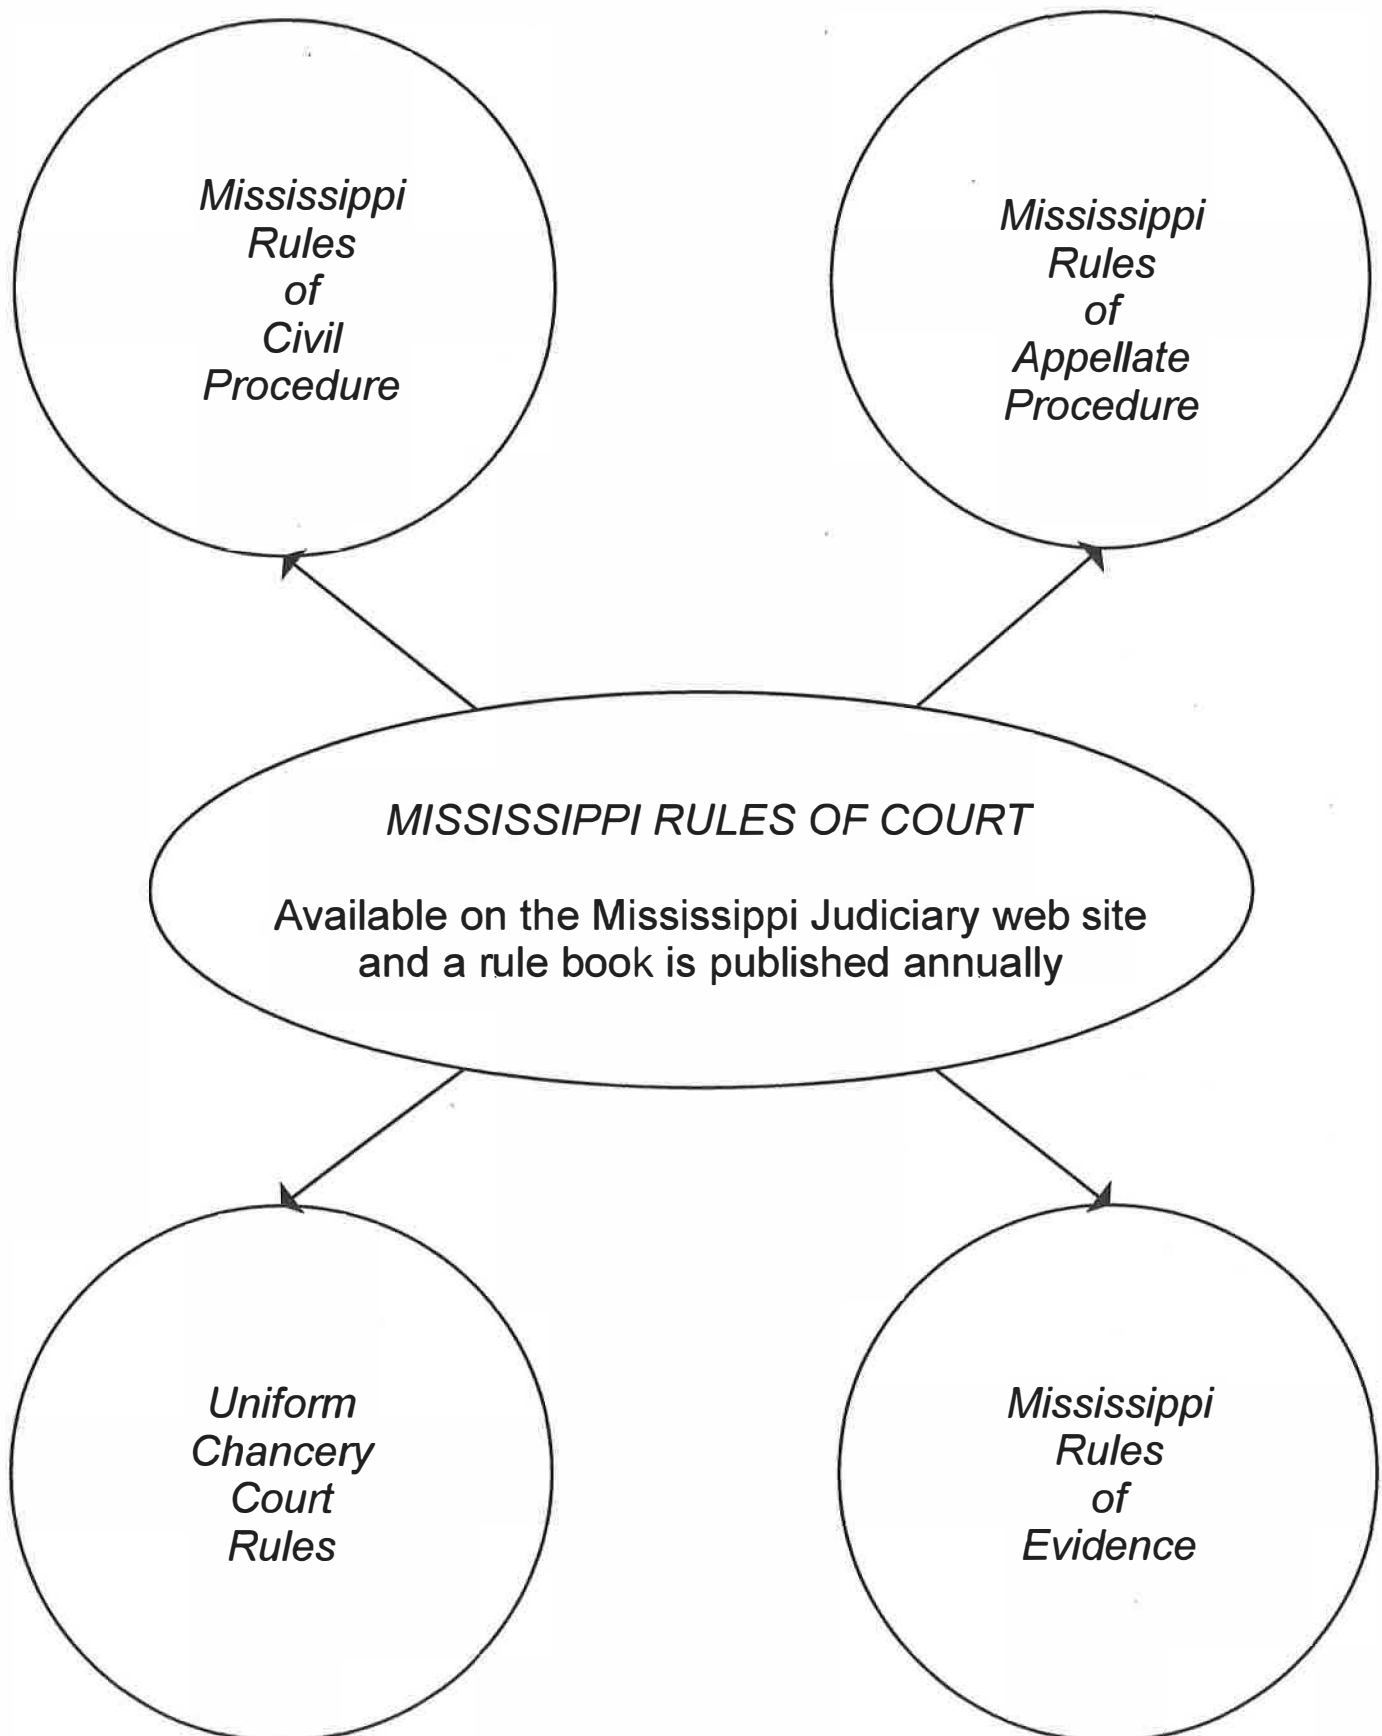 Mississippi
Rules
of
Civil
Procedure
Mississippi
Rules
of
Appellate
Procedure
MISSISSIPPI RULES OF COURT
Available on the Mississippi Judiciary web site
and a rule book is published annually
Uniform
Chancery
Court
Rules
Mississippi
Rules
of
Evidence